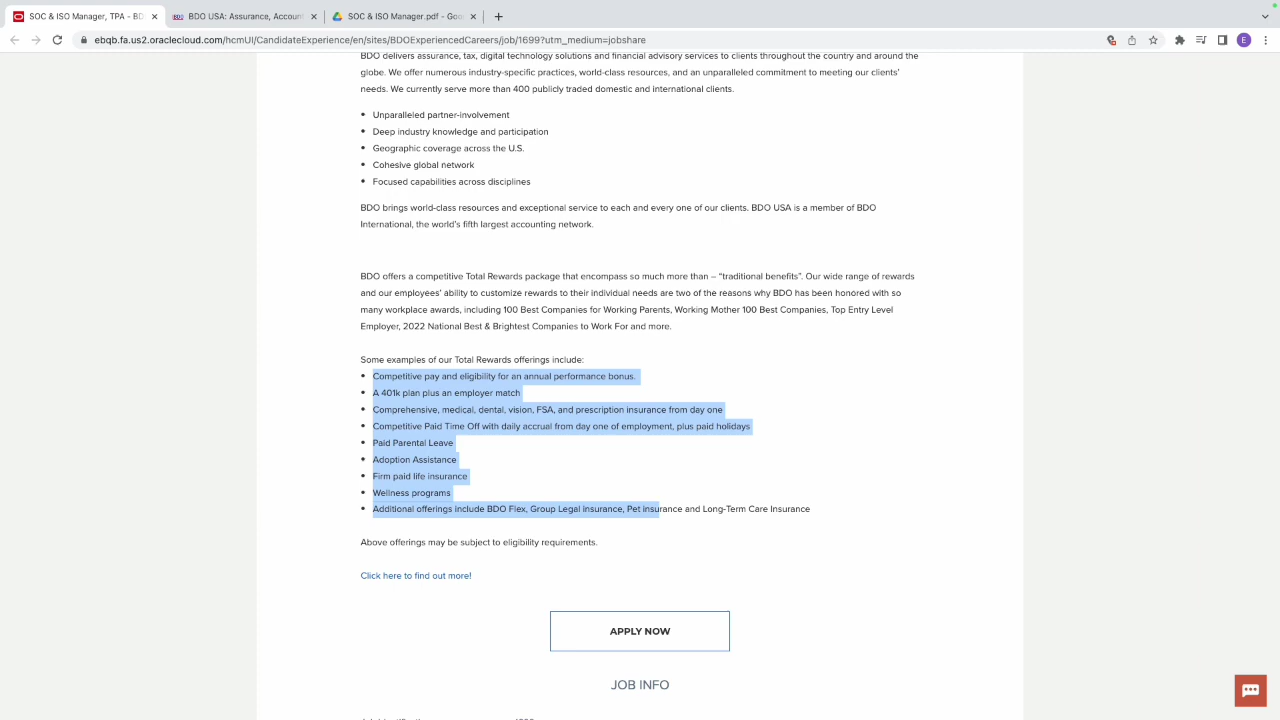 SOC & ISO Manager, TPA - BD
BDO USA: Assurance, Accoun
SOC & ISO Manager.pdf - Goo
ebqb.fa.us2.oraclecloud.com/hcmUI/CandidateExperience/en/sites/BDOExperiencedCareers/job/1699?utm_medium=jobshare
E
BDO delivers assurance, tax, digital technology solutions and financial advisory services to clients throughout the country and around the
globe. We offer numerous industry-specific practices, world-class resources, and an unparalleled commitment to meeting our clients'
needs. We currently serve more than 400 publicly traded domestic and international clients.
• Unparalleled partner-involvement
• Deep industry knowledge and participation
• Geographic coverage across the U.S.
• Cohesive global network
• Focused capabilities across disciplines
BDO brings world-class resources and exceptional service to each and every one of our clients. BDO USA is a member of BDO
International, the world's fifth largest accounting network.
BDO offers a competitive Total Rewards package that encompass so much more than – “traditional benefits”. Our wide range of rewards
and our employees' ability to customize rewards to their individual needs are two of the reasons why BDO has been honored with so
many workplace awards, including 100 Best Companies for Working Parents, Working Mother 100 Best Companies, Top Entry Level
Employer, 2022 National Best & Brightest Companies to Work For and more.
Some examples of our Total Rewards offerings include:
• Competitive pay and eligibility for an annual performance bonus.
• A 401k plan plus an employer match
• Comprehensive, medical, dental, vision, FSA, and prescription insurance from day one
• Competitive Paid Time Off with daily accrual from day one of employment, plus paid holidays
• Paid Parental Leave
• Adoption Assistance
• Firm paid life insurance
• Wellness programs
• Additional offerings include BDO Flex, Group Legal insurance, Pet insurance and Long-Term Care Insurance
Above offerings may be subject to eligibility requirements.
Click here to find out more!
APPLY NOW
JOB INFO